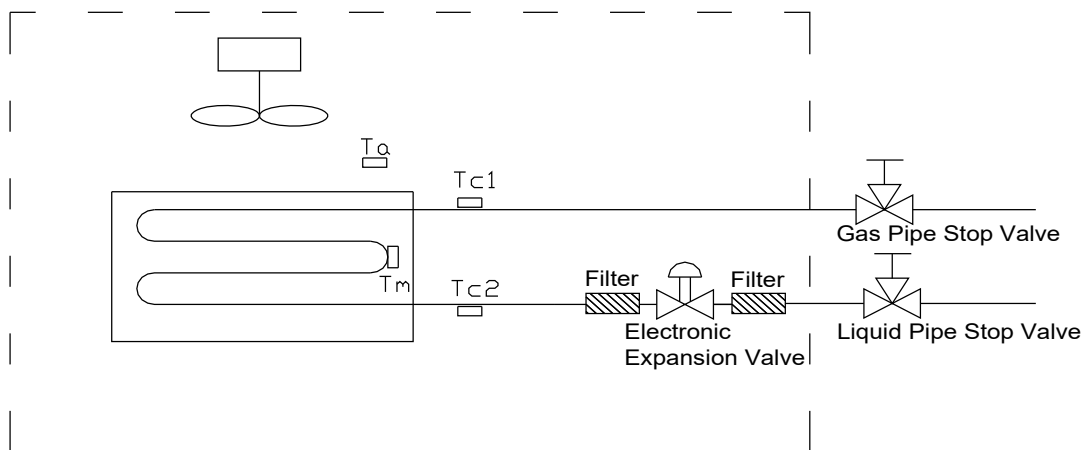 Ta
Tc1
Gas Pipe Stop Valve
Tm
Tc2
Filter
Filter
Electronic
Expansion Valve
Liquid Pipe Stop Valve